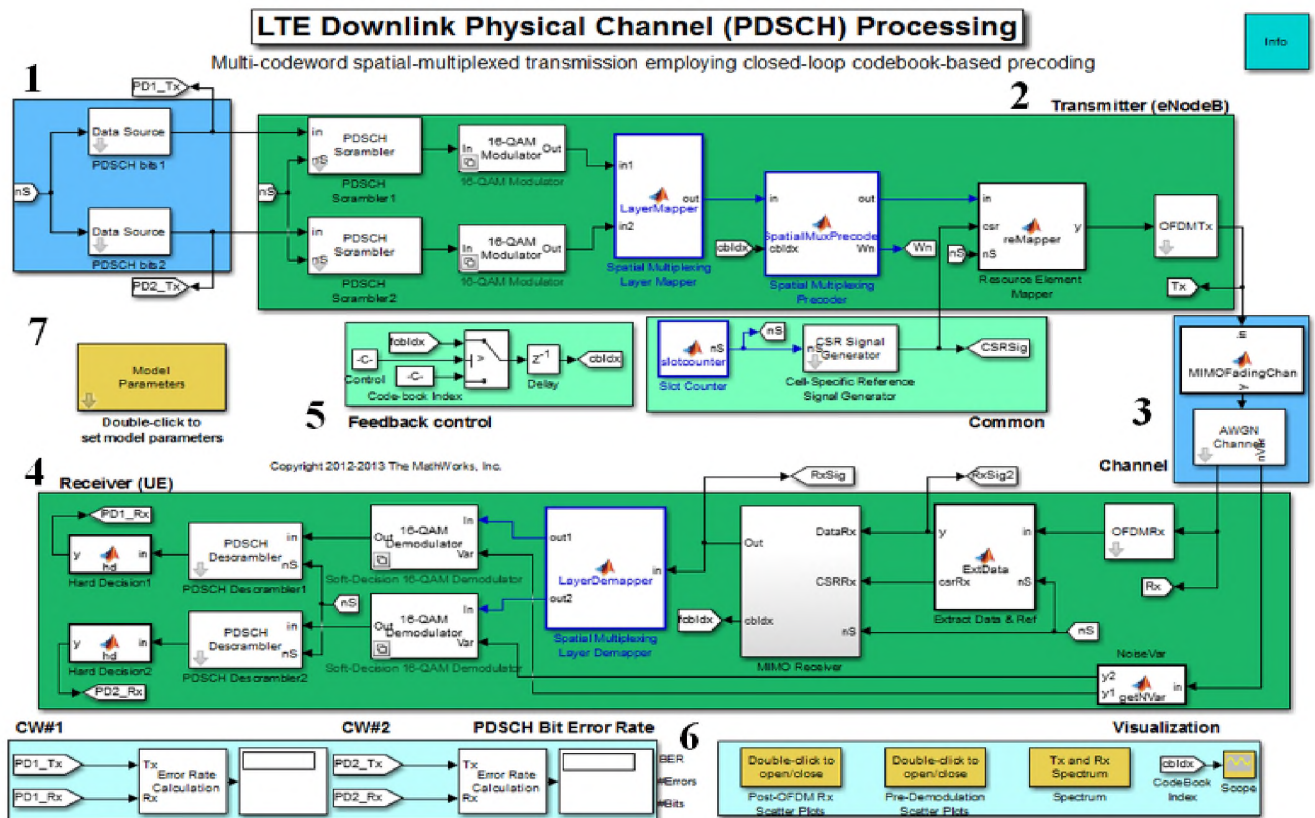 LTE Downlink Physical Channel (PDSCH) Processing
Info
Multi-codeword spatial-multiplexed transmission employing closed-loop codebook-based precoding
1
PD1_Tx
Data Source
PDSCH bits1
nS
Data Source
PDSCH bits2
PD2_Tx
2
Transmitter (eNodeB)
in
nS
PDSCH
Scrambler
PDSCH
Scrambler1
nS
in
nS
PDSCH
Scrambler
PDSCH
Scrambler2
In
16-QAM
Modulator
Out
16-QAM Modulator
In
16-QAM
Modulator
Out
16-QAM Modulator
in1
in2
out
LayerMapper
Spatial Multiplexing
Layer Mapper
cbIdx
in
cbIdx
out
Wn
SpatialMuxPrecode
Spatial Multiplexing
Precoder
Wn
in
csr
nS
nS
y
reMapper
Resource Element
Mapper
OFDMTx
Tx
7
Model
Parameters
Double-click to
set model parameters
fcbIdx
-C-
Control
-C-
Code-book Index
>
z-1
Delay
cbIdx
5
Feedback control
nS
slotcounter
Slot Counter
nS
nS
CSR Signal
Generator
Cell-Specific Reference
Signal Generator
CSRSig
Common
in
MIMOFadingChan
y
3
AWGN
Channel
nVar
Channel
Copyright 2012-2013 The MathWorks, Inc.
4
Receiver (UE)
PD1_Rx
y
in
hd
Hard Decision1
PDSCH
Descrambler
in
nS
PDSCH Descrambler1
nS
Out
16-QAM
Demodulator
In
Var
Soft-Decision 16-QAM Demodulator
y
in
hd
Hard Decision2
PD2_Rx
PDSCH
Descrambler
in
nS
PDSCH Descrambler2
Out
16-QAM
Demodulator
In
Var
Soft-Decision 16-QAM Demodulator
out1
out2
in
LayerDemapper
Spatial Multiplexing
Layer Demapper
RxSig
fcbIdx
Out
cbIdx
DataRx
CSRRx
nS
MIMO Receiver
RxSig2
y
csrRx
in
nS
ExtData
Extract Data & Ref
nS
OFDMRx
Rx
NoiseVar
y2
y1
in
getNVar
CW#1
CW#2
PDSCH Bit Error Rate
6
Visualization
PD1_Tx
PD1_Rx
Tx
Rx
Error Rate
Calculation
PD2_Tx
PD2_Rx
Tx
Rx
Error Rate
Calculation
BER
#Errors
#Bits
Double-click to
open/close
Post-OFDM Rx
Scatter Plots
Double-click to
open/close
Pre-Demodulation
Scatter Plots
Tx and Rx
Spectrum
Spectrum
cbIdx
CodeBook
Index
Scope